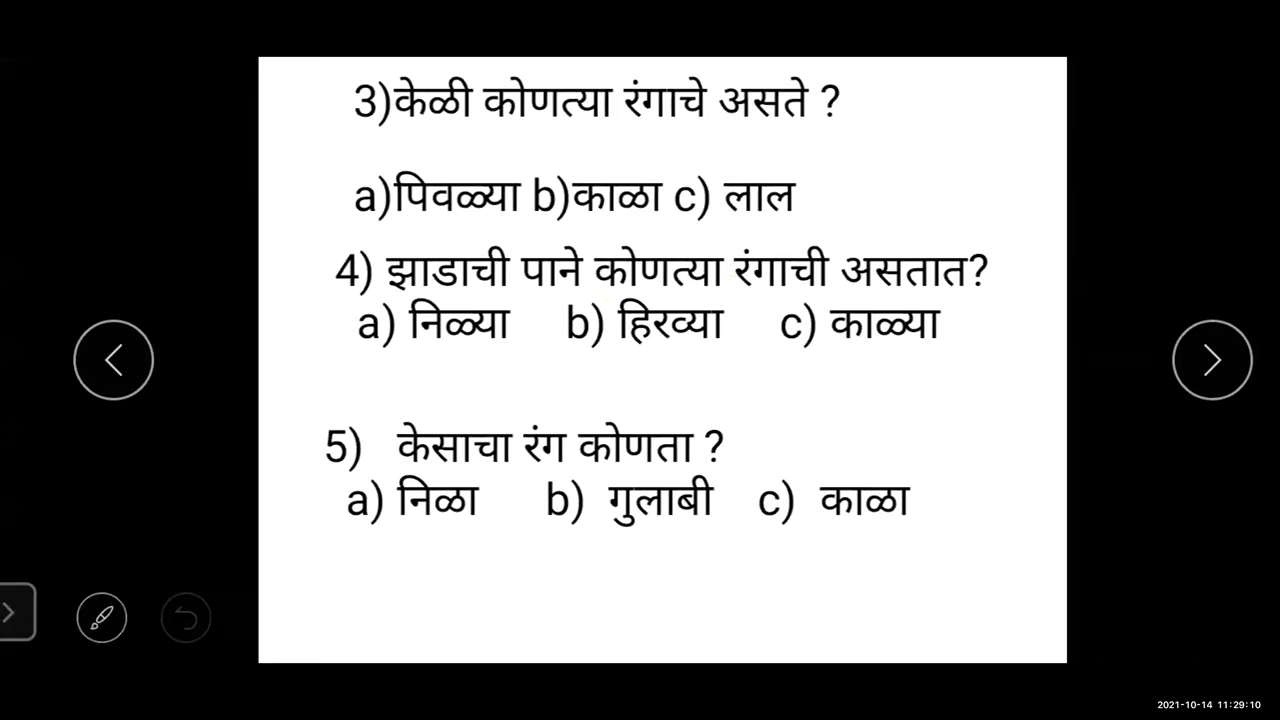 3)केळी कोणत्या रंगाचे असते ?
a)पिवळ्या b)काळा c) लाल
4) झाडाची पाने कोणत्या रंगाची असतात?
a) निळ्या b) हिरव्या c) काळ्या
5) केसाचा रंग कोणता ?
a) निळा b) गुलाबी c) काळा
2021-10-14 11:29:10